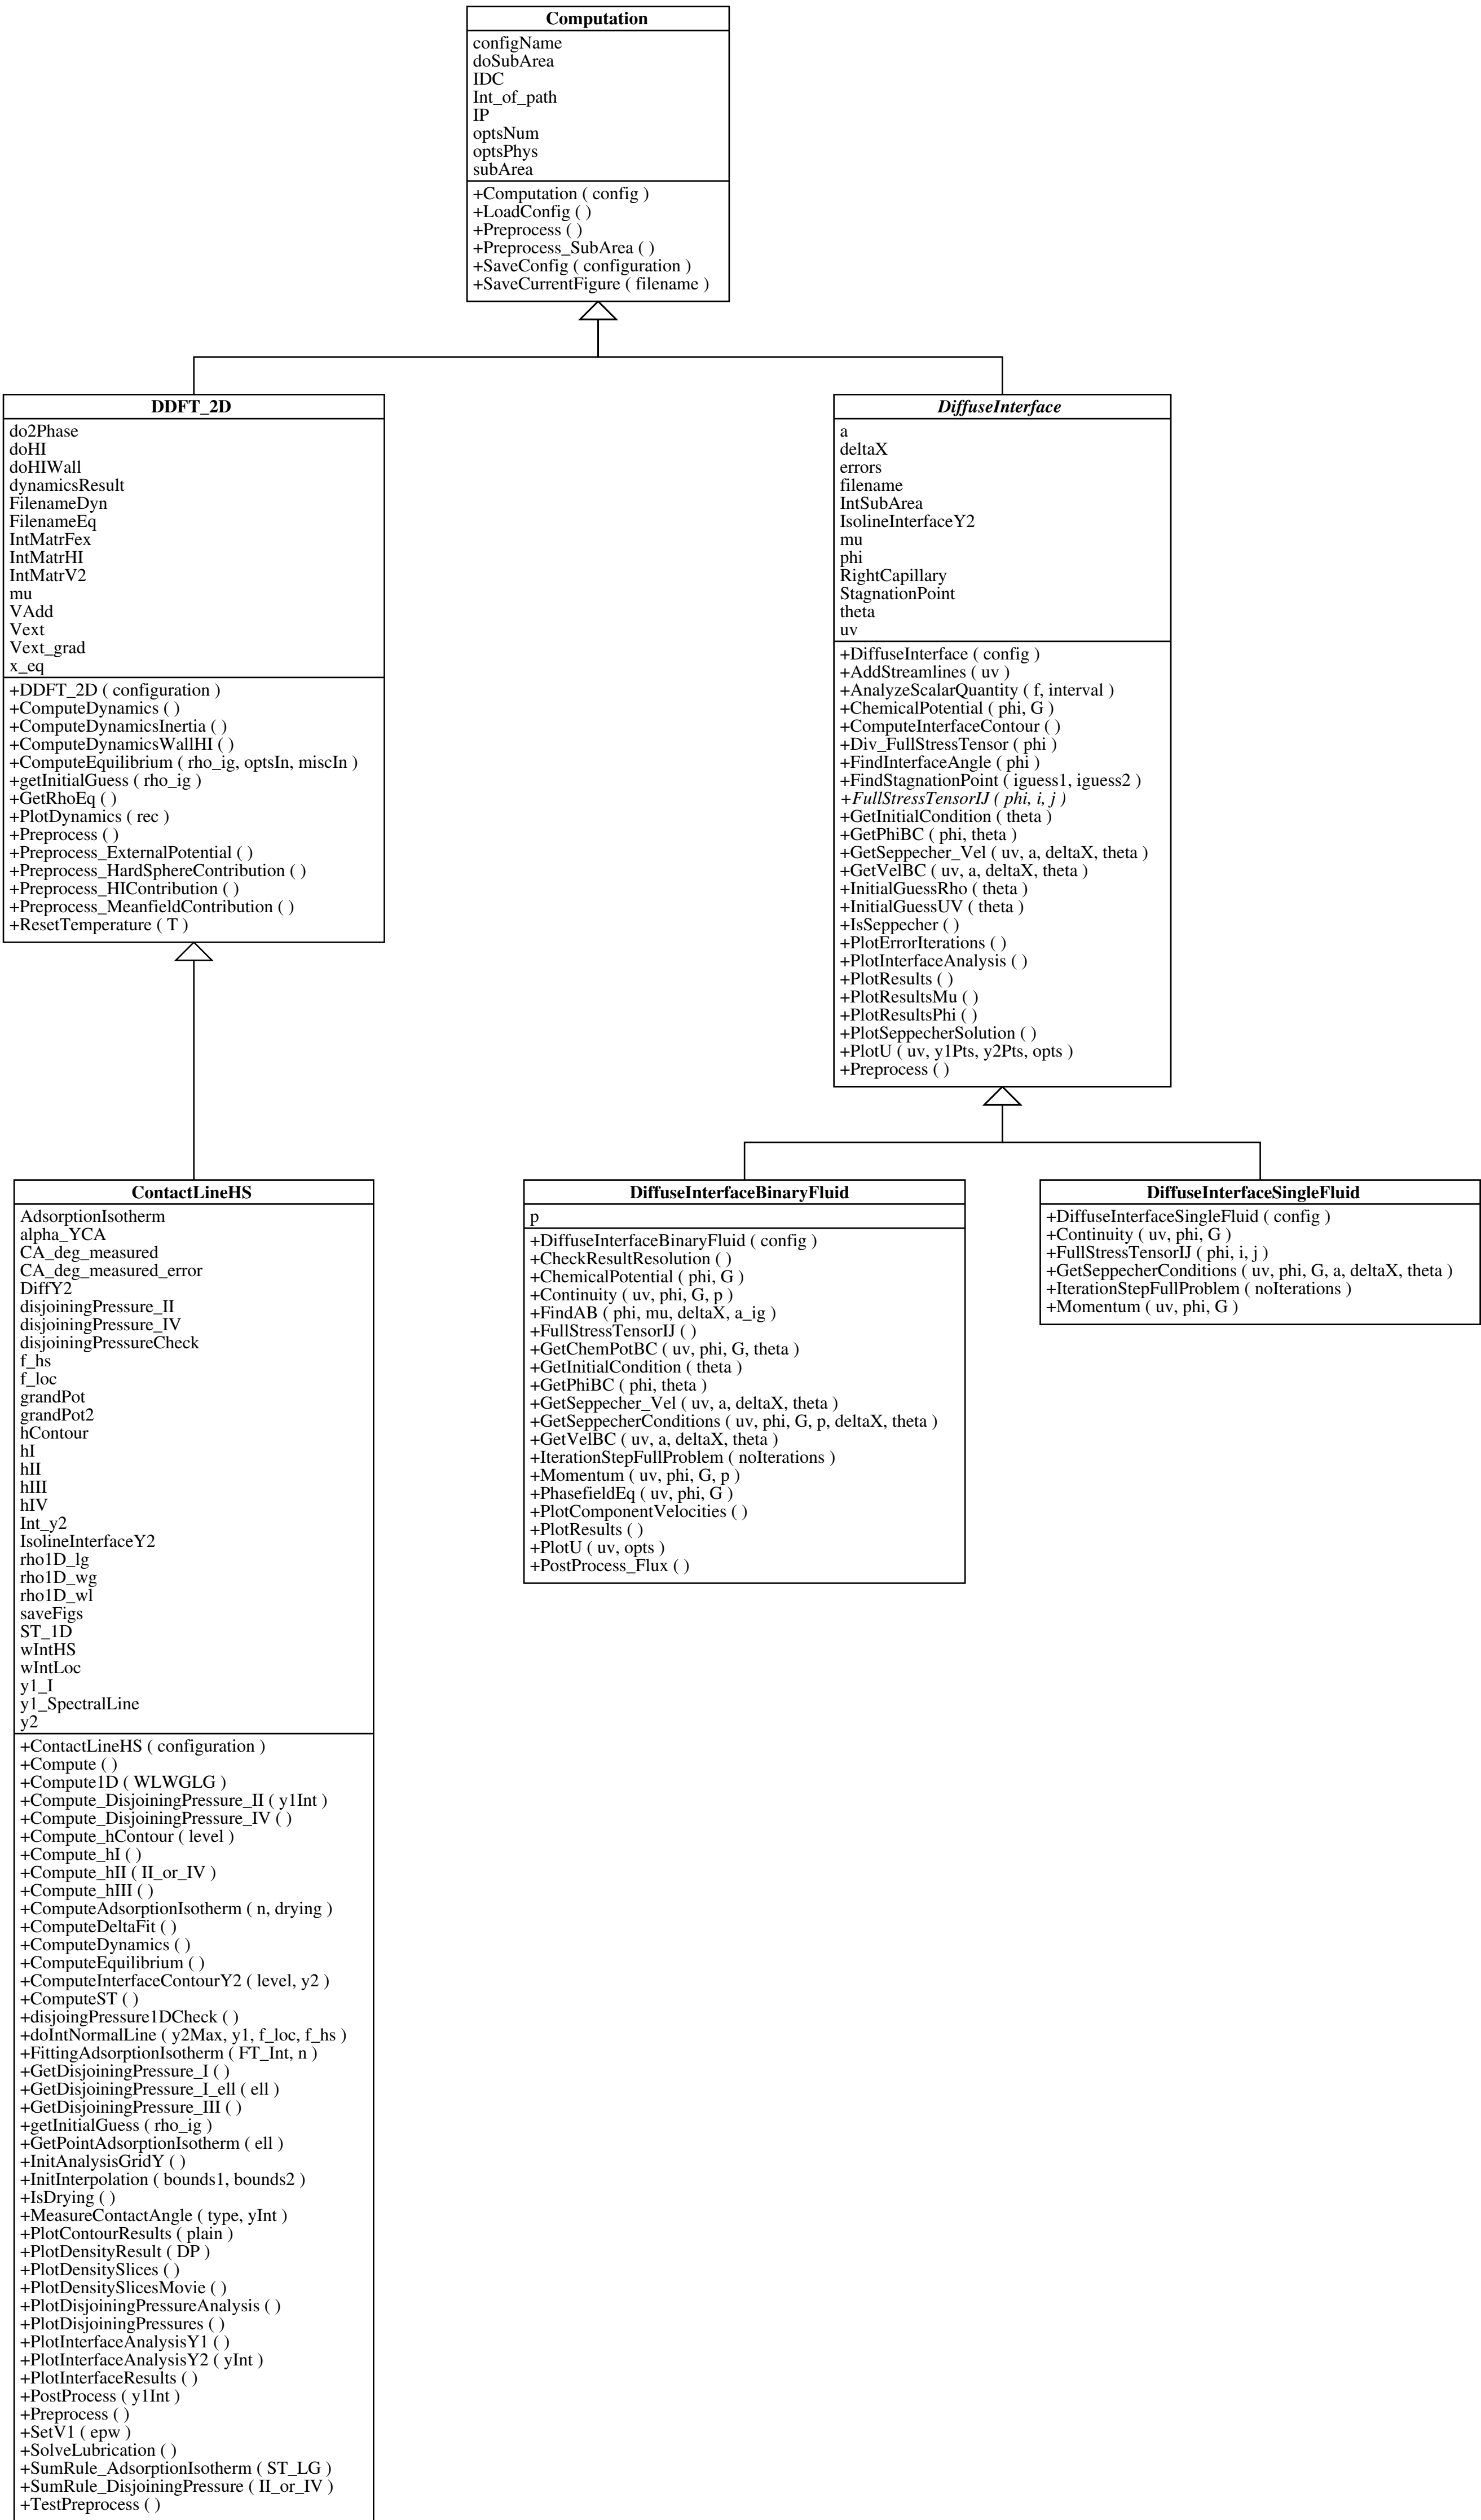 Computation
configName
doSubArea
IDC
Int_of_path
IP
optsNum
optsPhys
subArea
+Computation ( config )
+LoadConfig ( )
+Preprocess ( )
+Preprocess_SubArea ( )
+SaveConfig ( configuration )
+SaveCurrentFigure ( filename )
DDFT_2D
do2Phase
doHI
doHIWall
dynamicsResult
FilenameDyn
FilenameEq
IntMatrFex
IntMatrHI
IntMatrV2
mu
VAdd
Vext
Vext_grad
x_eq
+DDFT_2D ( configuration )
+ComputeDynamics ( )
+ComputeDynamicsInertia ( )
+ComputeDynamicsWallHI ( )
+ComputeEquilibrium ( rho_ig, optsIn, miscIn )
+getInitialGuess ( rho_ig )
+GetRhoEq ( )
+PlotDynamics ( rec )
+Preprocess ( )
+Preprocess_ExternalPotential ( )
+Preprocess_HardSphereContribution ( )
+Preprocess_HIContribution ( )
+Preprocess_MeanfieldContribution ( )
+ResetTemperature ( T )
DiffuseInterface
a
deltaX
errors
filename
IntSubArea
IsolineInterfaceY2
mu
phi
RightCapillary
StagnationPoint
theta
uv
+DiffuseInterface ( config )
+AddStreamlines ( uv )
+AnalyzeScalarQuantity ( f, interval )
+ChemicalPotential ( phi, G )
+ComputeInterfaceContour ( )
+Div_FullStressTensor ( phi )
+FindInterfaceAngle ( phi )
+FindStagnationPoint ( iguess1, iguess2 )
+FullStressTensorIJ ( phi, i, j )
+GetInitialCondition ( theta )
+GetPhiBC ( phi, theta )
+GetSeppecher_Vel ( uv, a, deltaX, theta )
+GetVelBC ( uv, a, deltaX, theta )
+InitialGuessRho ( theta )
+InitialGuessUV ( theta )
+IsSeppecher ( )
+PlotErrorIterations ( )
+PlotInterfaceAnalysis ( )
+PlotResults ( )
+PlotResultsMu ( )
+PlotResultsPhi ( )
+PlotSeppecherSolution ( )
+PlotU ( uv, y1Pts, y2Pts, opts )
+Preprocess ( )
ContactLineHS
AdsorptionIsotherm
alpha_YCA
CA_deg_measured
CA_deg_measured_error
DiffY2
disjoiningPressure_II
disjoiningPressure_IV
disjoiningPressureCheck
f_hs
f_loc
grandPot
grandPot2
hContour
hI
hII
hIII
hIV
Int_y2
IsolineInterfaceY2
rho1D_lg
rho1D_wg
rho1D_wl
saveFigs
ST_1D
wIntHS
wIntLoc
y1_I
y1_SpectralLine
y2
+ContactLineHS ( configuration )
+Compute ( )
+Compute1D ( WLWGLG )
+Compute_DisjoiningPressure_II ( y1Int )
+Compute_DisjoiningPressure_IV ( )
+Compute_hContour ( level )
+Compute_hI ( )
+Compute_hII ( II_or_IV )
+Compute_hIII ( )
+ComputeAdsorptionIsotherm ( n, drying )
+ComputeDeltaFit ( )
+ComputeDynamics ( )
+ComputeEquilibrium ( )
+ComputeInterfaceContourY2 ( level, y2 )
+ComputeST ( )
+disjoingPressure1DCheck ( )
+doIntNormalLine ( y2Max, y1, f_loc, f_hs )
+FittingAdsorptionIsotherm ( FT_Int, n )
+GetDisjoiningPressure_I ( )
+GetDisjoiningPressure_I_ell ( ell )
+GetDisjoiningPressure_III ( )
+getInitialGuess ( rho_ig )
+GetPointAdsorptionIsotherm ( ell )
+InitAnalysisGridY ( )
+InitInterpolation ( bounds1, bounds2 )
+IsDrying ( )
+MeasureContactAngle ( type, yInt )
+PlotContourResults ( plain )
+PlotDensityResult ( DP )
+PlotDensitySlices ( )
+PlotDensitySlicesMovie ( )
+PlotDisjoiningPressureAnalysis ( )
+PlotDisjoiningPressures ( )
+PlotInterfaceAnalysisY1 ( )
+PlotInterfaceAnalysisY2 ( yInt )
+PlotInterfaceResults ( )
+PostProcess ( y1Int )
+Preprocess ( )
+SetV1 ( epw )
+SolveLubrication ( )
+SumRule_AdsorptionIsotherm ( ST_LG )
+SumRule_DisjoiningPressure ( II_or_IV )
+TestPreprocess ( )
DiffuseInterfaceBinaryFluid
p
+DiffuseInterfaceBinaryFluid ( config )
+CheckResultResolution ( )
+ChemicalPotential ( phi, G )
+Continuity ( uv, phi, G, p )
+FindAB ( phi, mu, deltaX, a_ig )
+FullStressTensorIJ ( )
+GetChemPotBC ( uv, phi, G, theta )
+GetInitialCondition ( theta )
+GetPhiBC ( phi, theta )
+GetSeppecher_Vel ( uv, a, deltaX, theta )
+GetSeppecherConditions ( uv, phi, G, p, deltaX, theta )
+GetVelBC ( uv, a, deltaX, theta )
+IterationStepFullProblem ( noIterations )
+Momentum ( uv, phi, G, p )
+PhasefieldEq ( uv, phi, G )
+PlotComponentVelocities ( )
+PlotResults ( )
+PlotU ( uv, opts )
+PostProcess_Flux ( )
DiffuseInterfaceSingleFluid
+DiffuseInterfaceSingleFluid ( config )
+Continuity ( uv, phi, G )
+FullStressTensorIJ ( phi, i, j )
+GetSeppecherConditions ( uv, phi, G, a, deltaX, theta )
+IterationStepFullProblem ( noIterations )
+Momentum ( uv, phi, G )